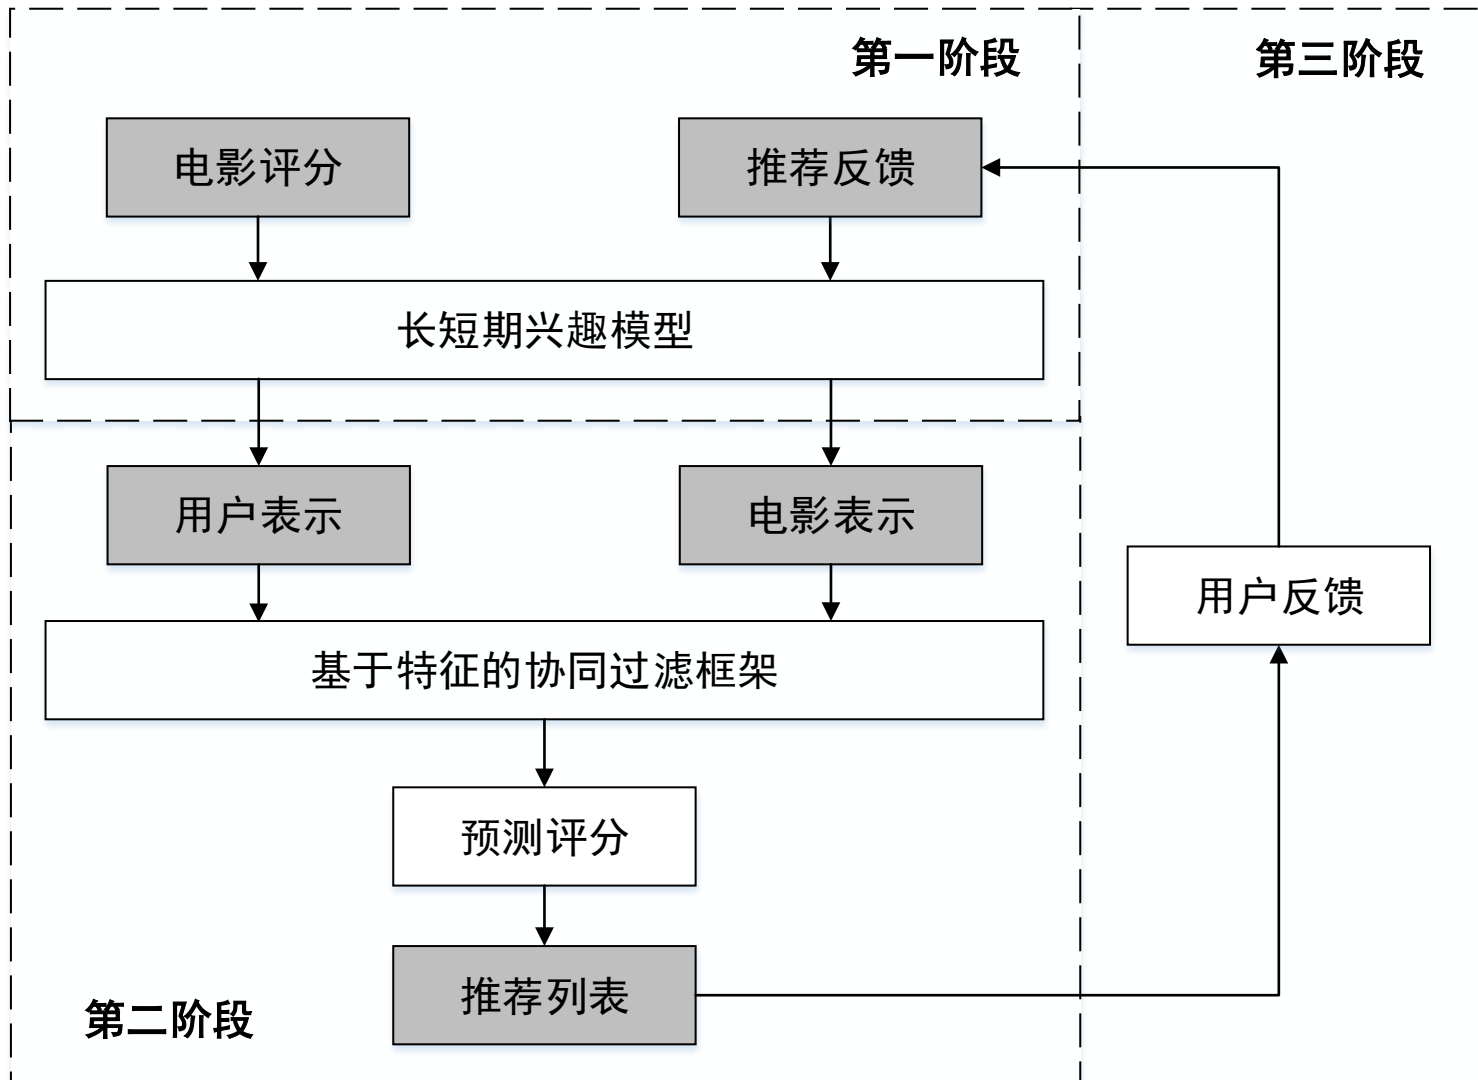 第一阶段
第三阶段
电影评分
推荐反馈
长短期兴趣模型
用户表示
电影表示
用户反馈
基于特征的协同过滤框架
预测评分
推荐列表
第二阶段